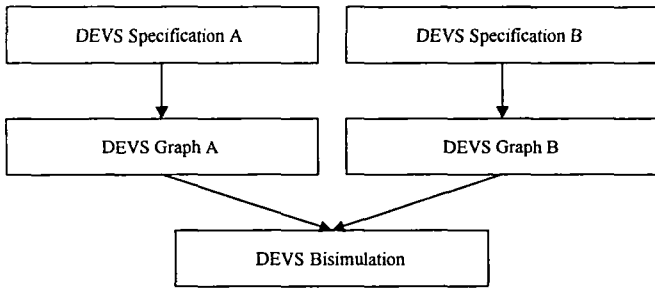 DEVS Specification A
DEVS Specification B
DEVS Graph A
DEVS Graph B
DEVS Bisimulation